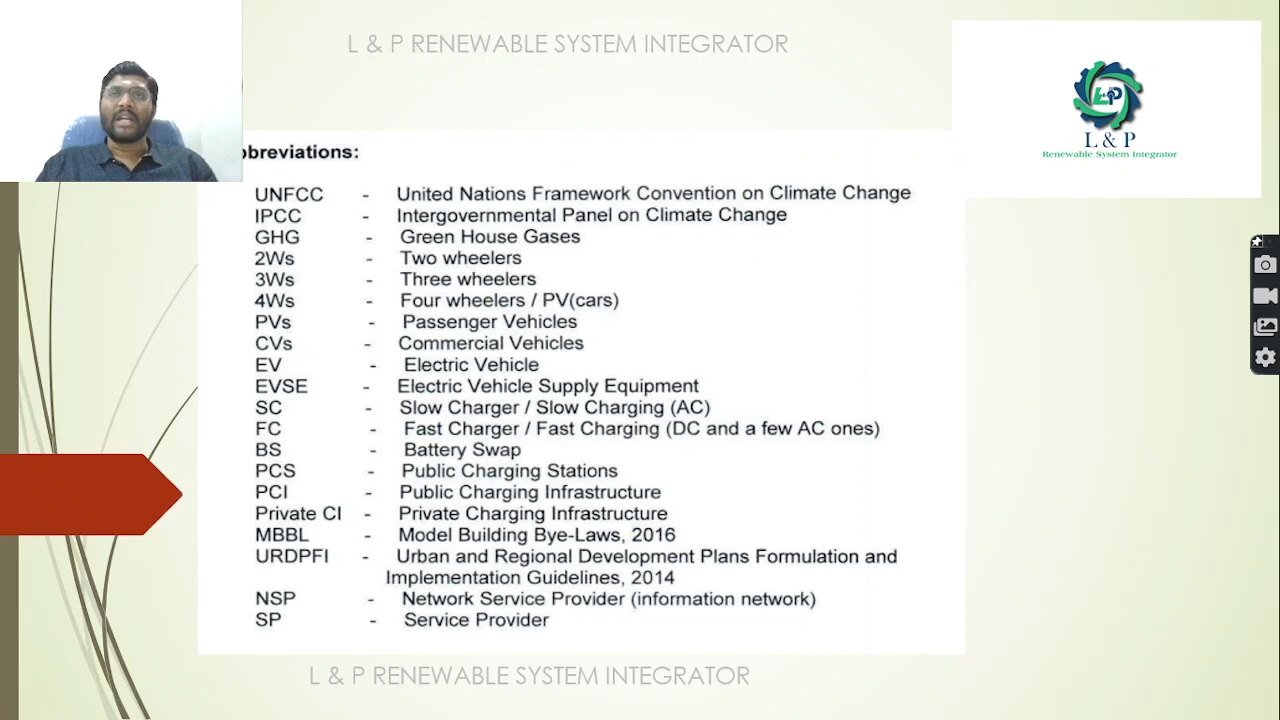 L & P RENEWABLE SYSTEM INTEGRATOR
L & P
Renewable System Integrator
bbreviations:
UNFCC - United Nations Framework Convention on Climate Change
IPCC - Intergovernmental Panel on Climate Change
GHG - Green House Gases
2Ws - Two wheelers
3Ws - Three wheelers
4Ws - Four wheelers / PV(cars)
PVs - Passenger Vehicles
CVs - Commercial Vehicles
EV - Electric Vehicle
EVSE - Electric Vehicle Supply Equipment
SC - Slow Charger / Slow Charging (AC)
FC - Fast Charger / Fast Charging (DC and a few AC ones)
BS - Battery Swap
PCS - Public Charging Stations
PCI - Public Charging Infrastructure
Private CI - Private Charging Infrastructure
MBBL - Model Building Bye-Laws, 2016
URDPFI - Urban and Regional Development Plans Formulation and
Implementation Guidelines, 2014
NSP - Network Service Provider (information network)
SP - Service Provider
L & P RENEWABLE SYSTEM INTEGRATOR